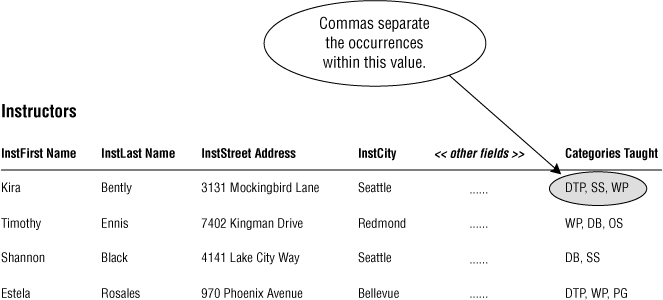 Commas separate
the occurrences
within this value.
Instructors
InstFirst Name InstLast Name InstStreet Address InstCity << other fields >> Categories Taught
Kira Bently 3131 Mockingbird Lane Seattle ...... DTP, SS, WP
Timothy Ennis 7402 Kingman Drive Redmond ...... WP, DB, OS
Shannon Black 4141 Lake City Way Seattle ...... DB, SS
Estela Rosales 970 Phoenix Avenue Bellevue ...... DTP, WP, PG